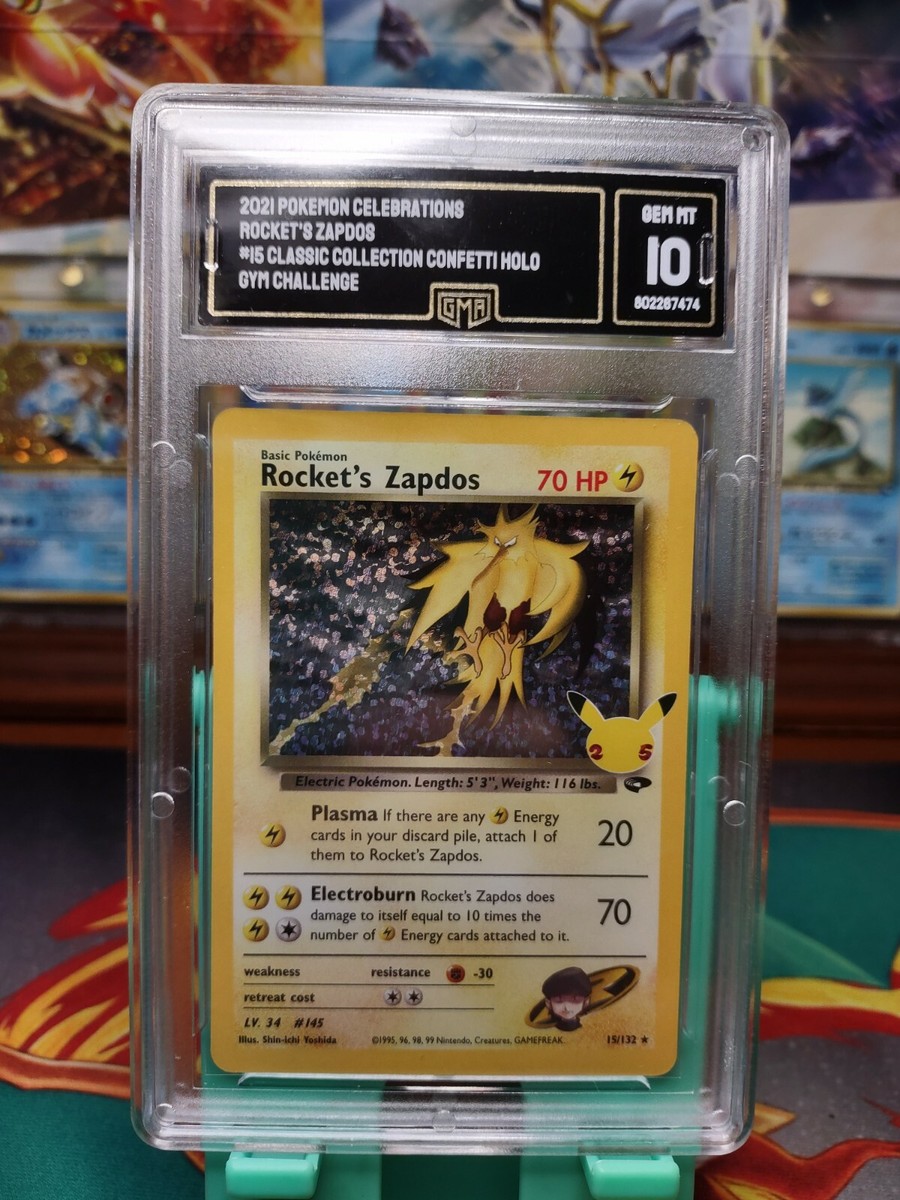 2021 POKEMON CELEBRATIONS
ROCKET'S ZAPDOS
#15 CLASSIC COLLECTION CONFETTI HOLO
GYM CHALLENGE
GMA
GEM MT
10
802267474
Basic Pokémon
Rocket's Zapdos 70 HP
25
Electric Pokémon. Length: 5'3", Weight: 116 lbs.
Plasma If there are any Energy
cards in your discard pile, attach 1 of
them to Rocket's Zapdos.
20
Electroburn Rocket's Zapdos does
damage to itself equal to 10 times the
number of Energy cards attached to it.
70
weakness resistance -30
retreat cost
LV. 34 #145
Illus. Shin-ichi Yoshida ©1995, 96, 98, 99 Nintendo, Creatures, GAMEFREAK. 15/132 ★